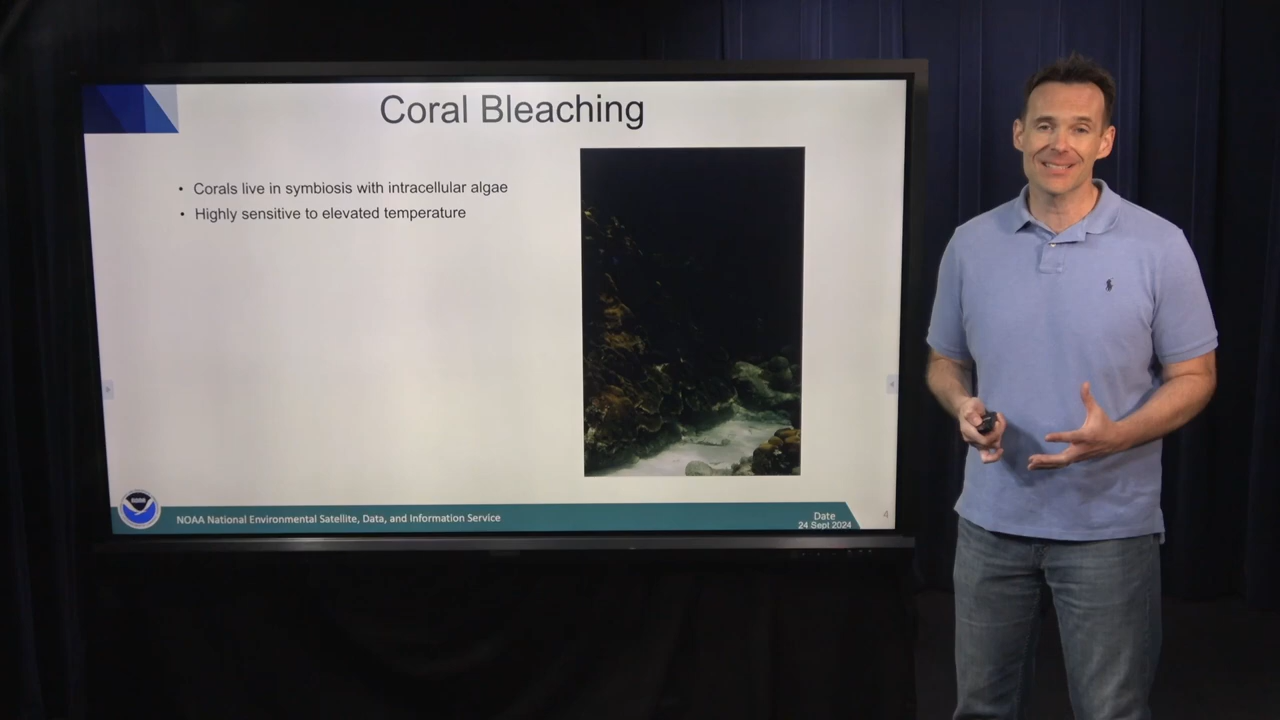 Coral Bleaching
• Corals live in symbiosis with intracellular algae
• Highly sensitive to elevated temperature
NOAA
NOAA National Environmental Satellite, Data, and Information Service
Date
24 Sept 2024
4